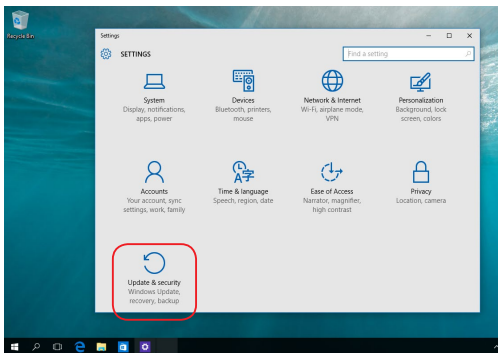 Recycle Bin
Settings
SETTINGS
Find a setting
System
Display, notifications,
apps, power
Devices
Bluetooth, printers,
mouse
Network & Internet
Wi-Fi, airplane mode,
VPN
Personalization
Background, lock
screen, colors
Accounts
Your account, sync
settings, work, family
Time & language
Speech, region, date
Ease of Access
Narrator, magnifier,
high contrast
Privacy
Location, camera
Update & security
Windows Update,
recovery, backup
A字